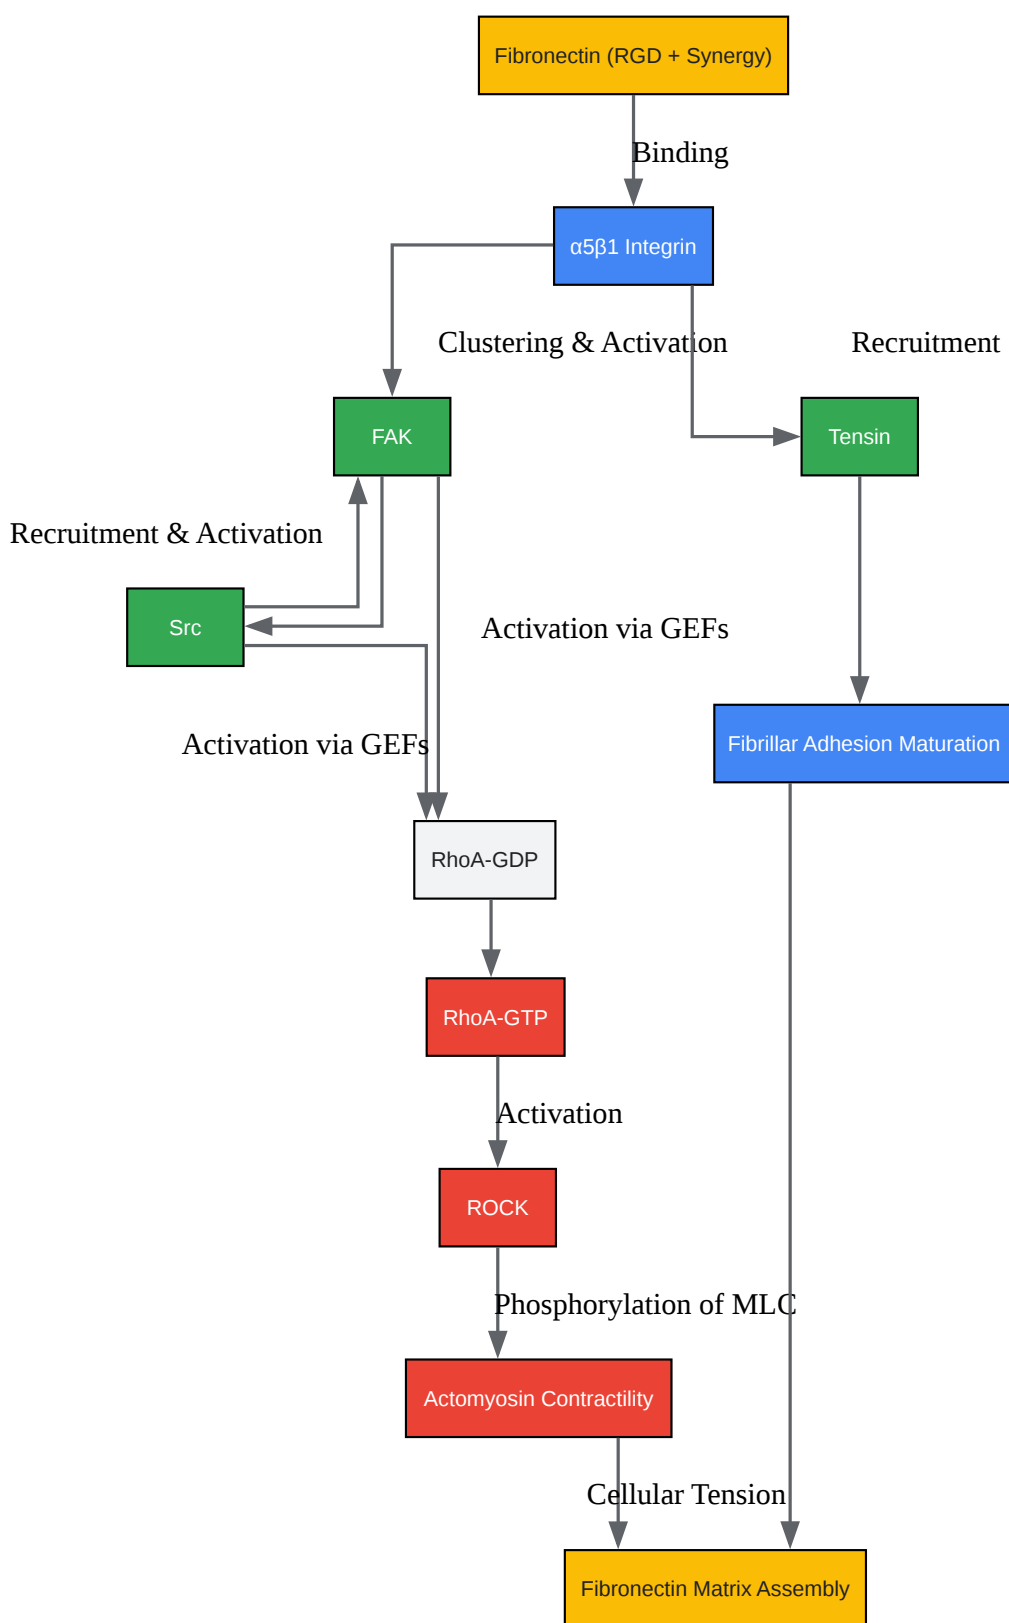 Fibronectin (RGD + Synergy)
Binding
α5β1 Integrin
Clustering & Activation
Recruitment
FAK
Tensin
Recruitment & Activation
Src
Activation via GEFs
Activation via GEFs
Fibrillar Adhesion Maturation
RhoA-GDP
RhoA-GTP
Activation
ROCK
Phosphorylation of MLC
Actomyosin Contractility
Cellular Tension
Fibronectin Matrix Assembly